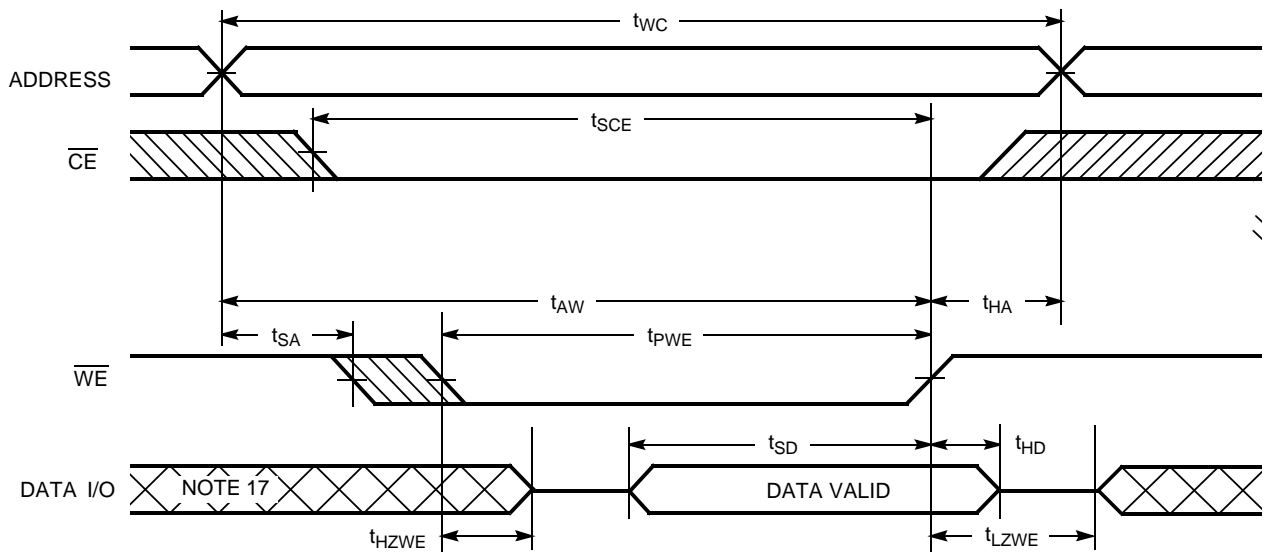 tWC
ADDRESS
tSCE
CE
tAW
tHA
tSA
tPWE
WE
tSD
tHD
DATA I/O
NOTE 17
DATA VALID
tHZWE
tLZWE